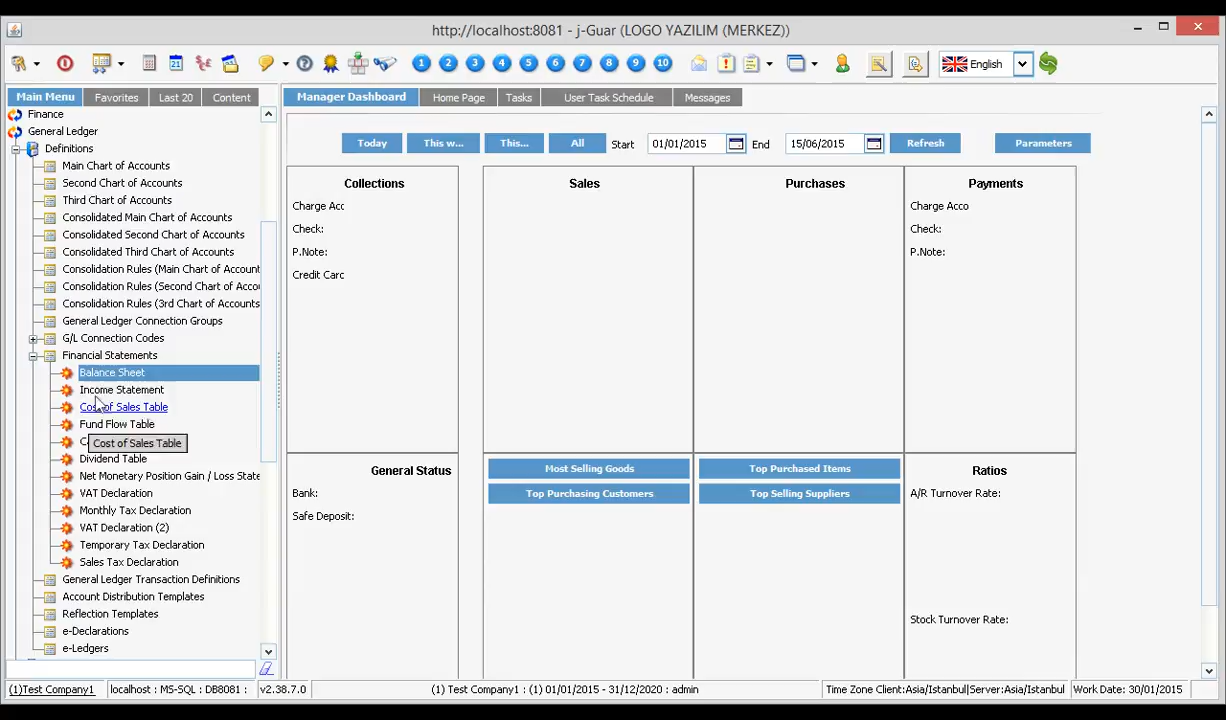 http://localhost:8081 - j-Guar (LOGO YAZILIM (MERKEZ))
1 2 3 4 5 6 7 8 9 10 English
Main Menu Favorites Last 20 Content
Manager Dashboard Home Page Tasks User Task Schedule Messages
Finance
General Ledger
Definitions
Main Chart of Accounts
Second Chart of Accounts
Third Chart of Accounts
Consolidated Main Chart of Accounts
Consolidated Second Chart of Accounts
Consolidated Third Chart of Accounts
Consolidation Rules (Main Chart of Account
Consolidation Rules (Second Chart of Acco
Consolidation Rules (3rd Chart of Accounts
General Ledger Connection Groups
G/L Connection Codes
Financial Statements
Balance Sheet
Income Statement
Cost of Sales Table
Fund Flow Table
Cost of Sales Table
Dividend Table
Net Monetary Position Gain / Loss State
VAT Declaration
Monthly Tax Declaration
VAT Declaration (2)
Temporary Tax Declaration
Sales Tax Declaration
General Ledger Transaction Definitions
Account Distribution Templates
Reflection Templates
e-Declarations
e-Ledgers
Today This w... This... All Start 01/01/2015 End 15/06/2015 Refresh Parameters
Collections
Charge Acc
Check:
P.Note:
Credit Carc
Sales
Purchases
Payments
Charge Acco
Check:
P.Note:
General Status
Bank:
Safe Deposit:
Most Selling Goods
Top Purchasing Customers
Top Purchased Items
Top Selling Suppliers
Ratios
A/R Turnover Rate:
Stock Turnover Rate:
(1)Test Company1 localhost : MS-SQL : DB8081 : v2.38.7.0 (1) Test Company1 : (1) 01/01/2015 - 31/12/2020 : admin Time Zone Client:Asia/Istanbul|Server:Asia/Istanbul Work Date: 30/01/2015